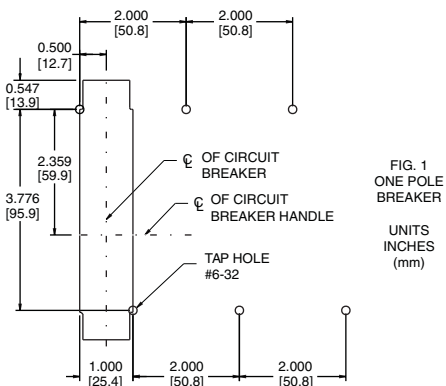 2.000
[50.8]
2.000
[50.8]
0.500
[12.7]
0.547
[13.9]
2.359
[59.9]
3.776
[95.9]
℄ OF CIRCUIT
BREAKER
℄ OF CIRCUIT
BREAKER HANDLE
TAP HOLE
#6-32
FIG. 1
ONE POLE
BREAKER
UNITS
INCHES
(mm)
1.000
[25.4]
2.000
[50.8]
2.000
[50.8]